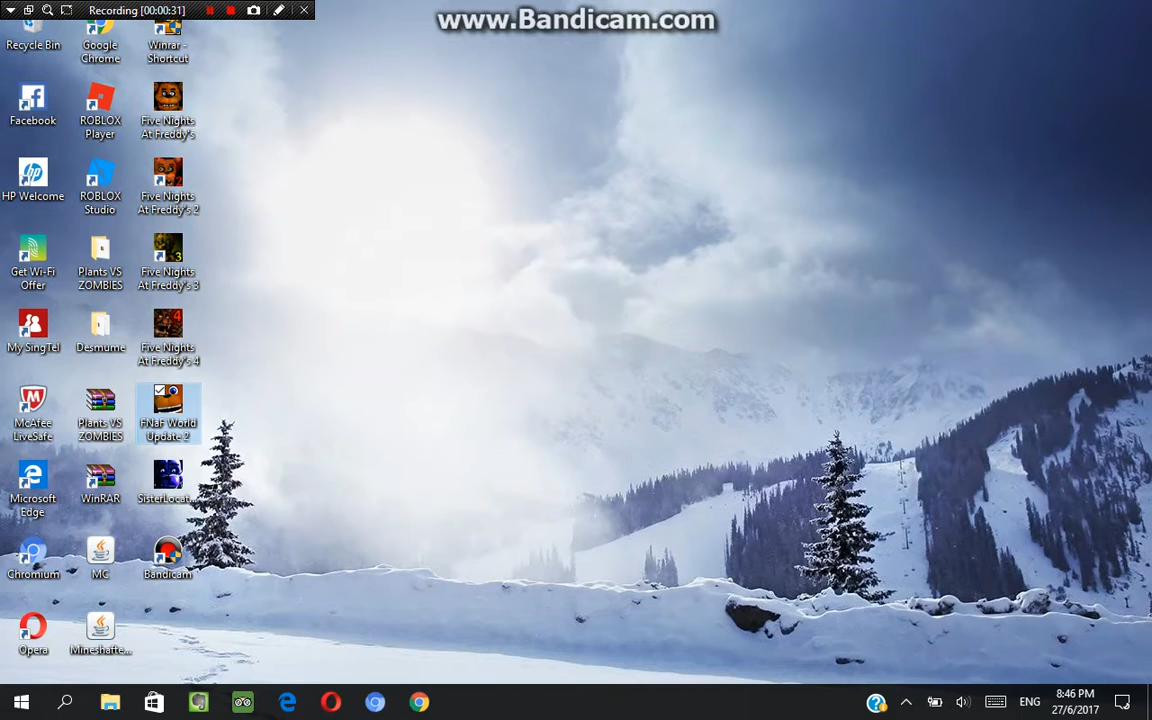 Recording [00:00:31]
www.Bandicam.com
Recycle Bin
Google
Chrome
Winrar -
Shortcut
Facebook
ROBLOX
Player
Five Nights
At Freddy's
HP Welcome
ROBLOX
Studio
Five Nights
At Freddy's 2
Get Wi-Fi
Offer
Plants VS
ZOMBIES
Five Nights
At Freddy's 3
My SingTel
Desmume
Five Nights
At Freddy's 4
McAfee
LiveSafe
Plants VS
ZOMBIES
FNaF World
Update 2
Microsoft
Edge
WinRAR
SisterLocat...
Chromium
MC
Bandicam
Opera
Mineshafte...
ENG
8:46 PM
27/6/2017